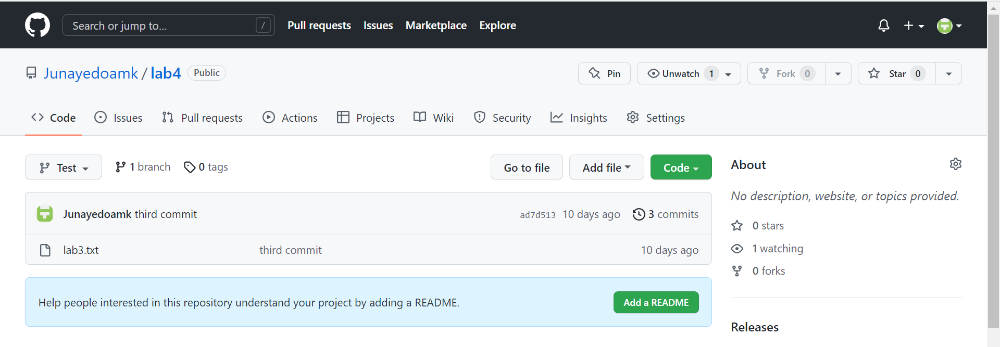 Search or jump to... /
Pull requests Issues Marketplace Explore
Junayedoamk / lab4 Public
Pin Unwatch 1 Fork 0 Star 0
Code Issues Pull requests Actions Projects Wiki Security Insights Settings
Test 1 branch 0 tags Go to file Add file Code
Junayedoamk third commit ad7d513 10 days ago 3 commits
lab3.txt third commit 10 days ago
Help people interested in this repository understand your project by adding a README. Add a README
About
No description, website, or topics provided.
0 stars
1 watching
0 forks
Releases